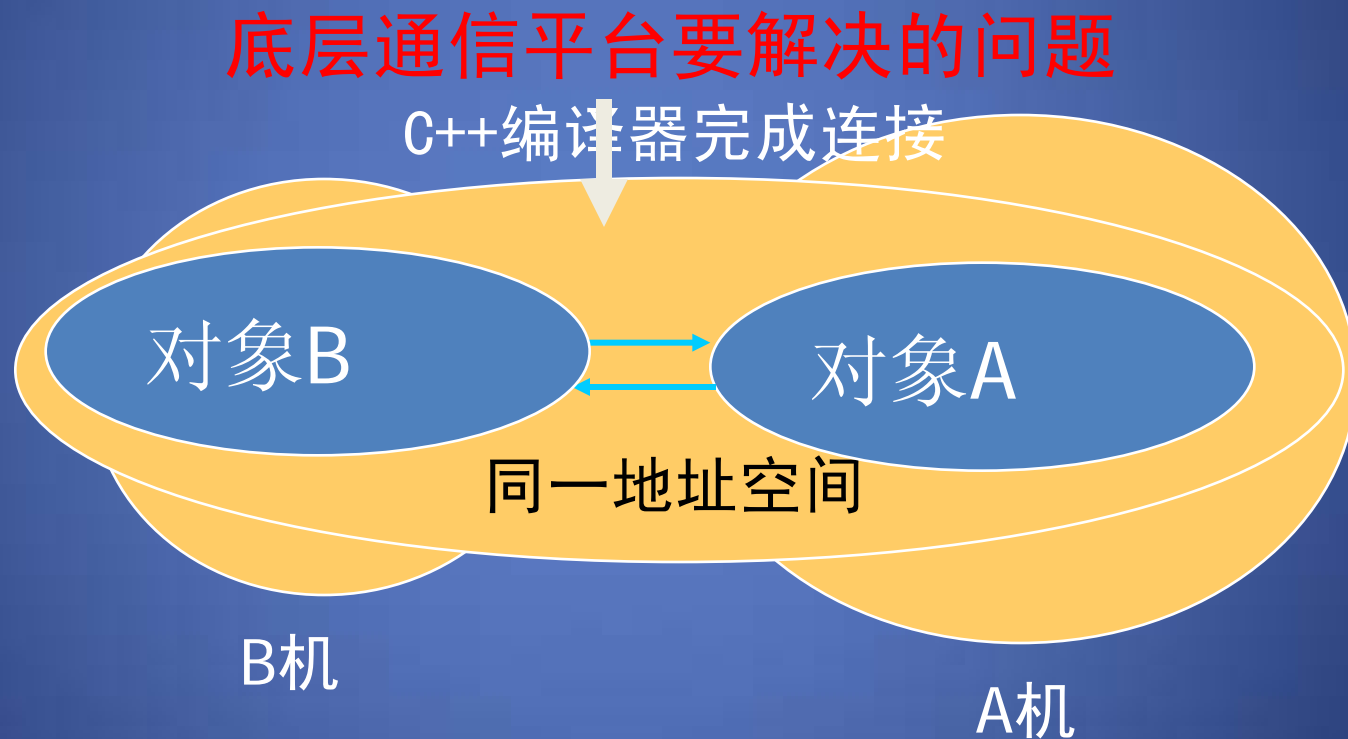 底层通信平台要解决的问题
C++编译器完成连接
对象B
对象A
同一地址空间
B机
A机